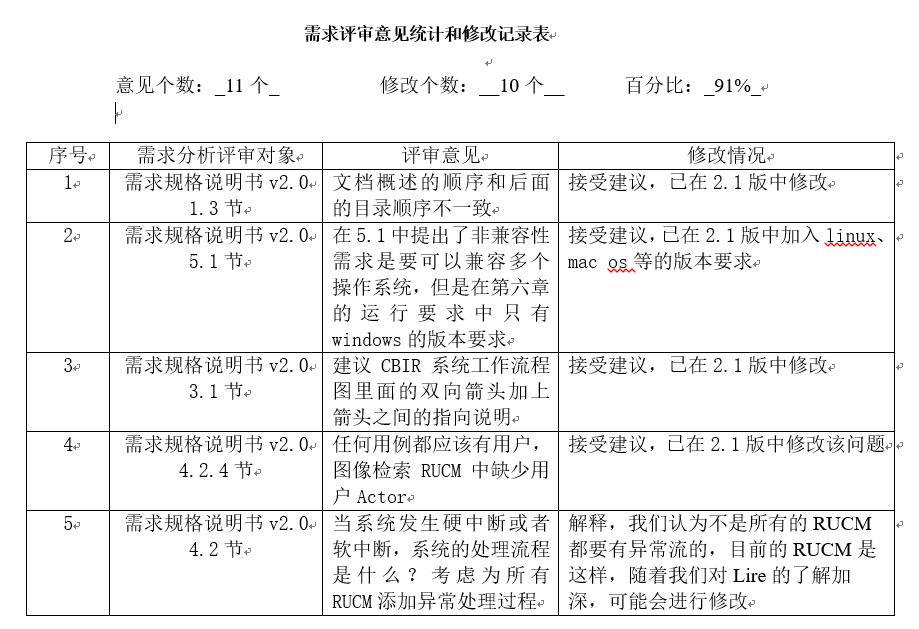 需求评审意见统计和修改记录表
意见个数：_11 个_ 修改个数：__10 个__ 百分比：_91%_
序号 需求分析评审对象 评审意见 修改情况
1 需求规格说明书 v2.0 文档概述的顺序和后面 接受建议，已在 2.1 版中修改
1.3 节 的目录顺序不一致
2 需求规格说明书 v2.0 在 5.1 中提出了非兼容性 接受建议，已在 2.1 版中加入 linux、
5.1 节 需求是要可以兼容多个 mac os 等的版本要求
操作系统，但是在第六章
的运行要求中只有
windows 的版本要求
3 需求规格说明书 v2.0 建议 CBIR 系统工作流程 接受建议，已在 2.1 版中修改
3.1 节 图里面的双向箭头加上
箭头之间的指向说明
4 需求规格说明书 v2.0 任何用例都应该有用户， 接受建议，已在 2.1 版中修改该问题
4.2.4 节 图像检索 RUCM 中缺少用
户 Actor
5 需求规格说明书 v2.0 当系统发生硬中断或者 解释，我们认为不是所有的 RUCM
4.2 节 软中断，系统的处理流程 都要有异常流的，目前的 RUCM 是
是什么？考虑为所有 这样，随着我们对 Lire 的了解加
RUCM 添加异常处理过程 深，可能会进行修改